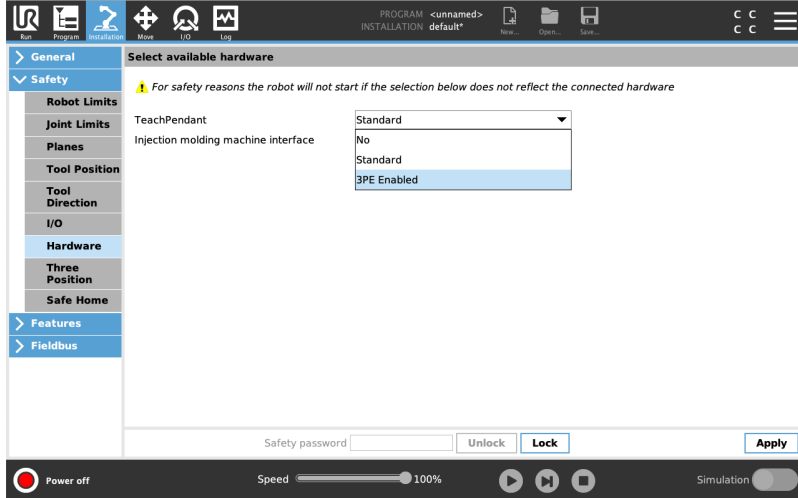 UR
Run
Program
Installation
Move
I/O
Log
PROGRAM <unnamed>
INSTALLATION default*
New...
Open...
Save...
C C
C C
General
Safety
Robot Limits
Joint Limits
Planes
Tool Position
Tool
Direction
I/O
Hardware
Three
Position
Safe Home
Features
Fieldbus
Select available hardware
For safety reasons the robot will not start if the selection below does not reflect the connected hardware
TeachPendant Standard
Injection molding machine interface
No
Standard
3PE Enabled
Safety password Unlock Lock Apply
Power off Speed 100% Simulation